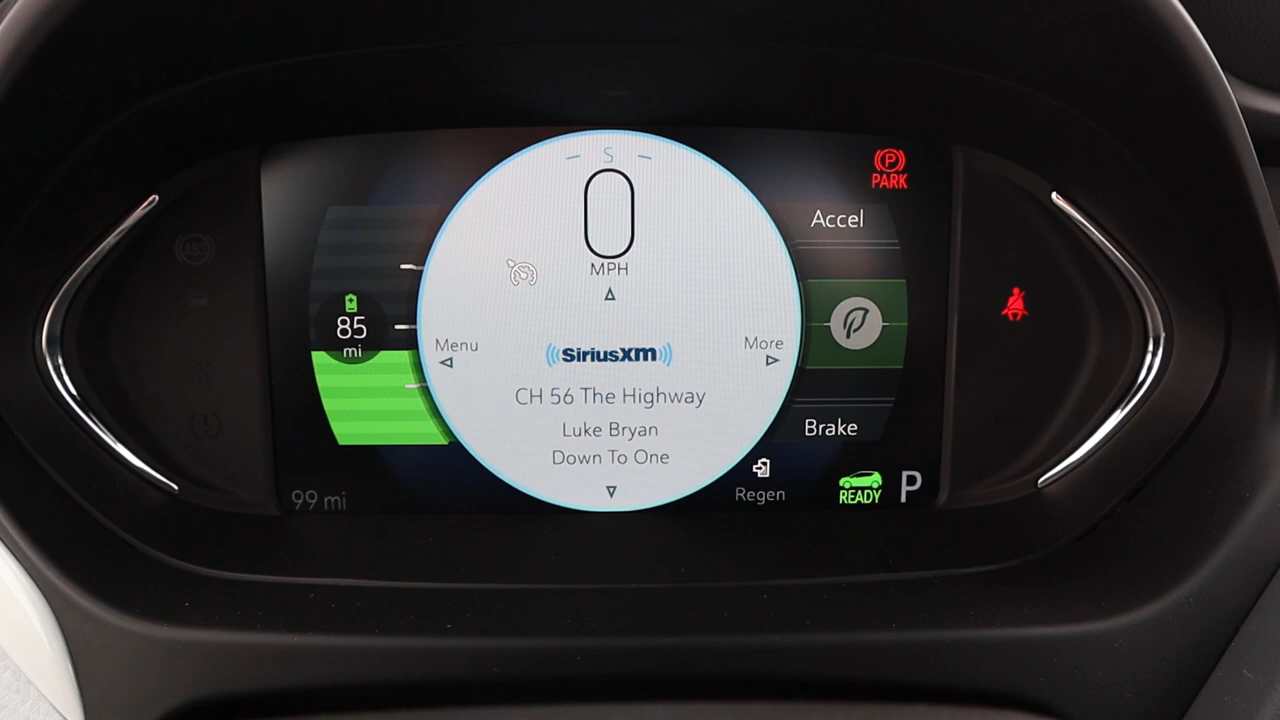 S
P
PARK
0
MPH
Accel
ABS
85
mi
Menu
More
SiriusXM
CH 56 The Highway
Luke Bryan
Down To One
Brake
99 mi
Regen
READY
P